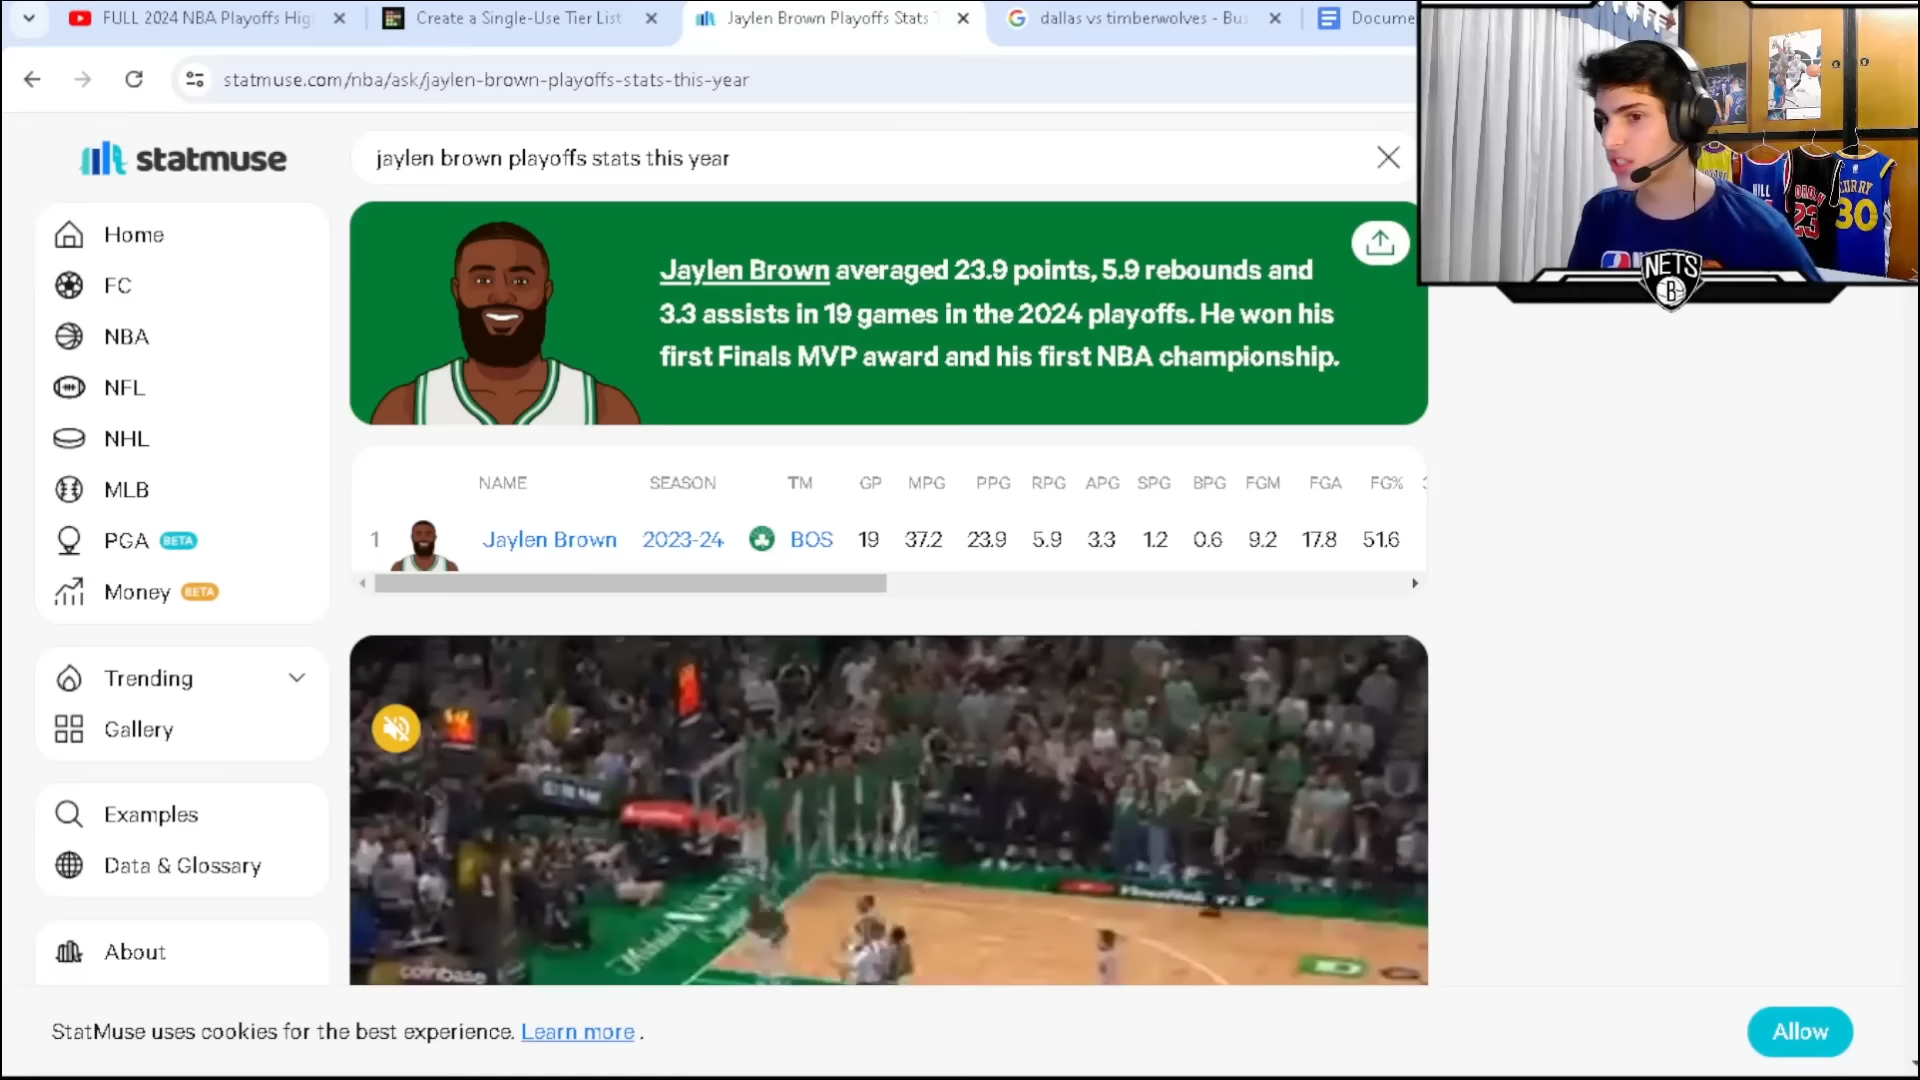 FULL 2024 NBA Playoffs Hig
Create a Single-Use Tier List
Jaylen Brown Playoffs Stats T
dallas vs timberwolves - Bus
Docume
statmuse.com/nba/ask/jaylen-brown-playoffs-stats-this-year
statmuse
jaylen brown playoffs stats this year
Home
FC
NBA
NFL
NHL
MLB
PGA BETA
Money BETA
Trending
Gallery
Examples
Data & Glossary
About
Jaylen Brown averaged 23.9 points, 5.9 rebounds and
3.3 assists in 19 games in the 2024 playoffs. He won his
first Finals MVP award and his first NBA championship.
NAME SEASON TM GP MPG PPG RPG APG SPG BPG FGM FGA FG%
1 Jaylen Brown 2023-24 BOS 19 37.2 23.9 5.9 3.3 1.2 0.6 9.2 17.8 51.6
coinbase
HILL
23
CURRY
30
NETS
B
StatMuse uses cookies for the best experience. Learn more .
Allow